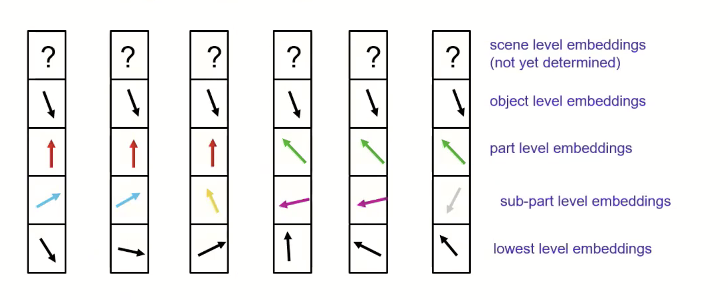 ? ? ? ? ? ?
scene level embeddings
(not yet determined)
object level embeddings
part level embeddings
sub-part level embeddings
lowest level embeddings